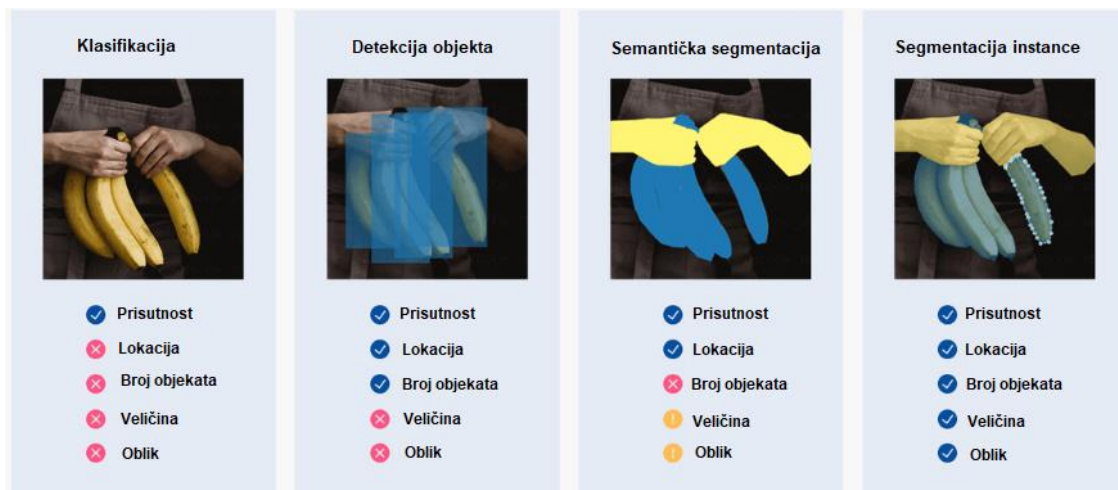 Klasifikacija
Prisutnost
Lokacija
Broj objekata
Veličina
Oblik
Detekcija objekta
Prisutnost
Lokacija
Broj objekata
Veličina
Oblik
Semantička segmentacija
Prisutnost
Lokacija
Broj objekata
Veličina
Oblik
Segmentacija instance
Prisutnost
Lokacija
Broj objekata
Veličina
Oblik